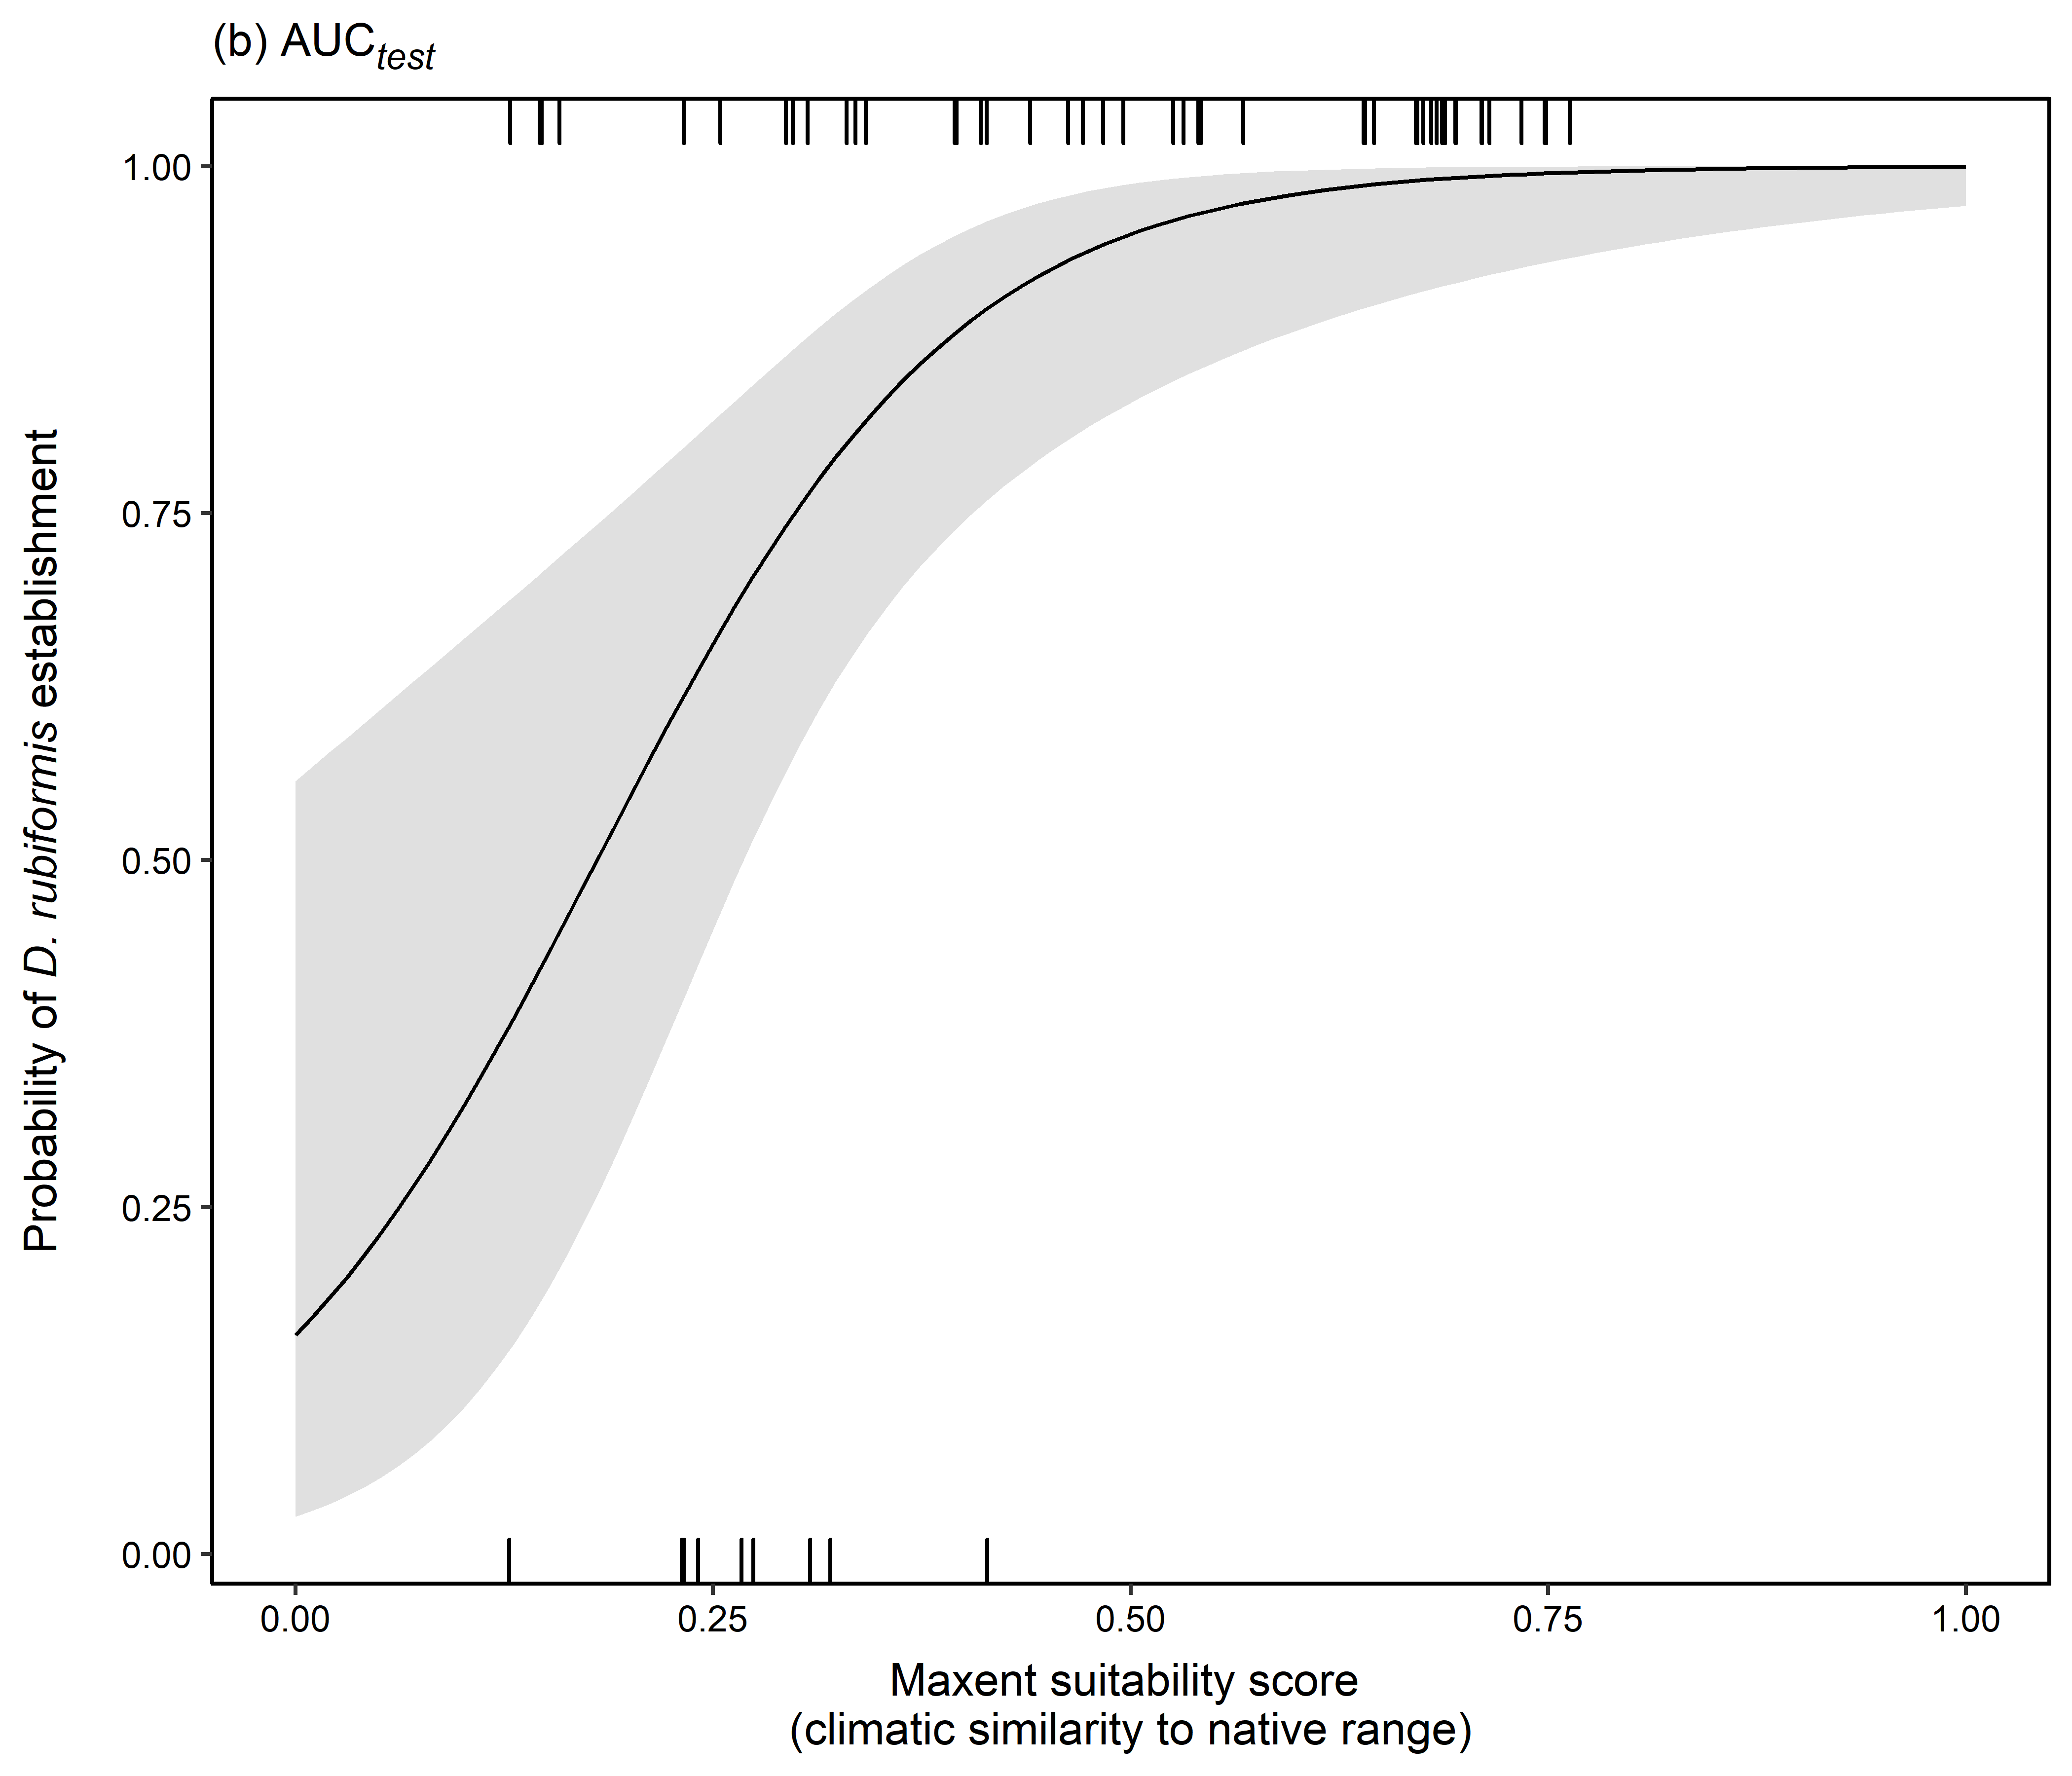 (b) AUCtest
Probability of D. rubiformis establishment
1.00
0.75
0.50
0.25
0.00
0.00 0.25 0.50 0.75 1.00
Maxent suitability score
(climatic similarity to native range)